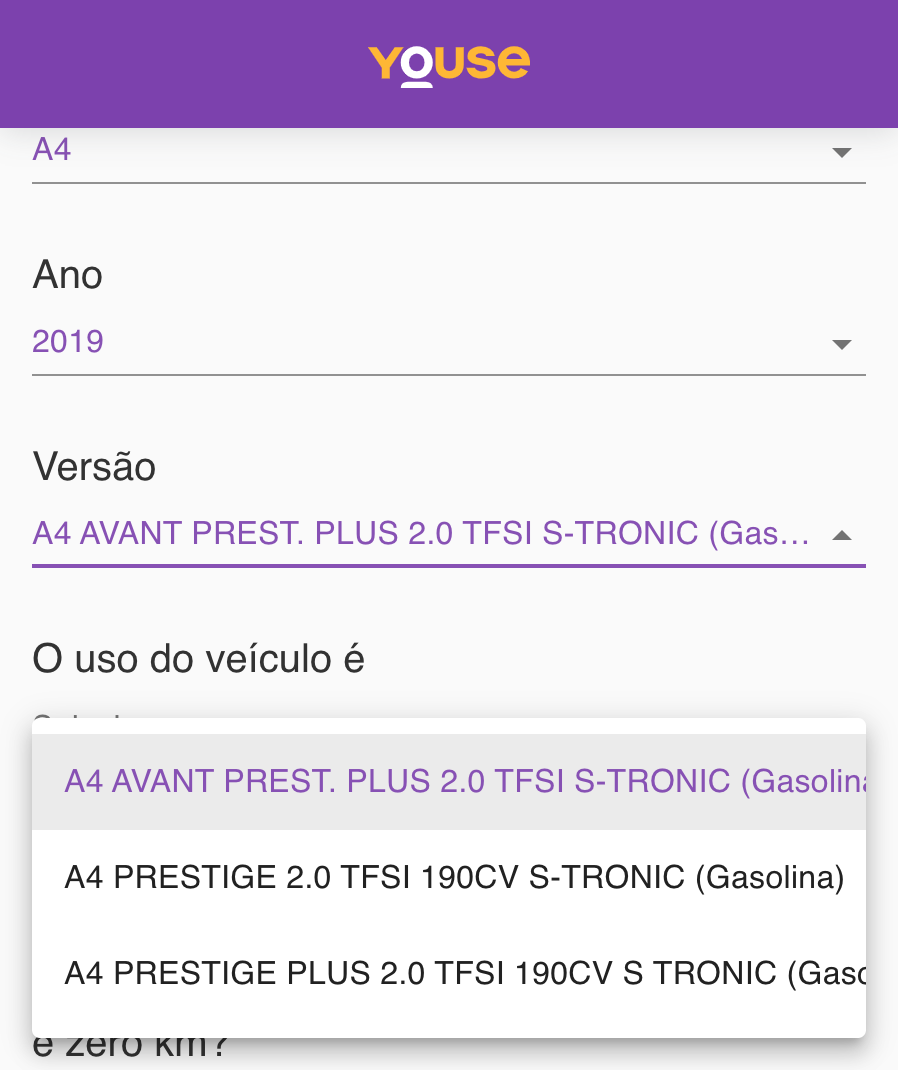 YOUSE
A4
Ano
2019
Versão
A4 AVANT PREST. PLUS 2.0 TFSI S-TRONIC (Gas...
O uso do veículo é
A4 AVANT PREST. PLUS 2.0 TFSI S-TRONIC (Gasolina
A4 PRESTIGE 2.0 TFSI 190CV S-TRONIC (Gasolina)
A4 PRESTIGE PLUS 2.0 TFSI 190CV S TRONIC (Gaso
é zero km?